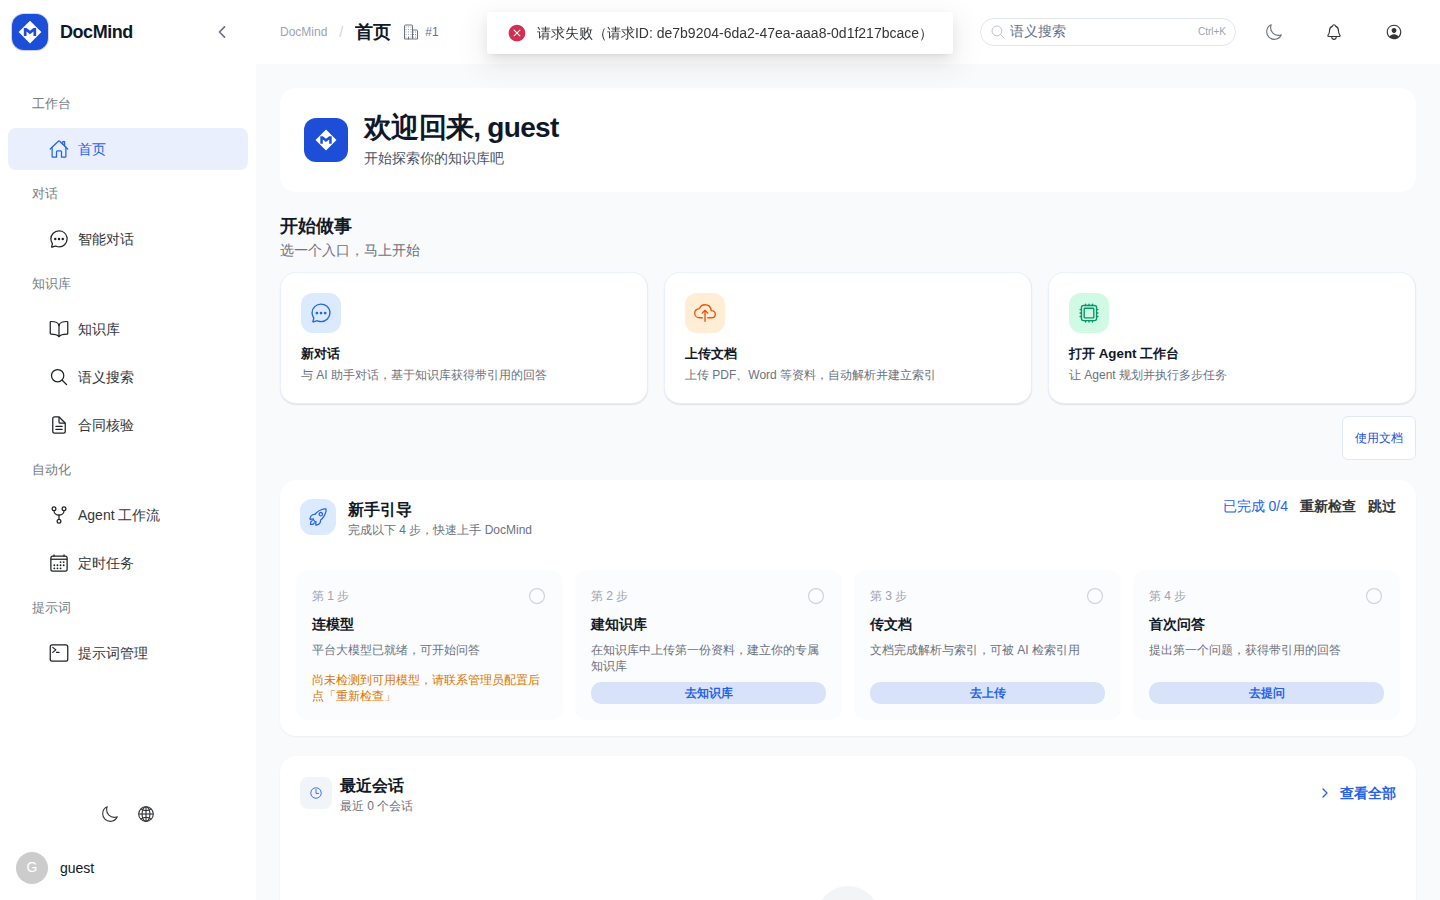 DocMind
DocMind / 首页 #1
请求失败（请求ID: de7b9204-6da2-47ea-aaa8-0d1f217bcace）
语义搜索 Ctrl+K
工作台
首页
对话
智能对话
知识库
知识库
语义搜索
合同核验
自动化
Agent 工作流
定时任务
提示词
提示词管理
G guest
欢迎回来, guest
开始探索你的知识库吧
开始做事
选一个入口，马上开始
新对话
与 AI 助手对话，基于知识库获得带引用的回答
上传文档
上传 PDF、Word 等资料，自动解析并建立索引
打开 Agent 工作台
让 Agent 规划并执行多步任务
使用文档
新手引导
完成以下 4 步，快速上手 DocMind
已完成 0/4 重新检查 跳过
第 1 步
连模型
平台大模型已就绪，可开始问答
尚未检测到可用模型，请联系管理员配置后
点「重新检查」
第 2 步
建知识库
在知识库中上传第一份资料，建立你的专属
知识库
去知识库
第 3 步
传文档
文档完成解析与索引，可被 AI 检索引用
去上传
第 4 步
首次问答
提出第一个问题，获得带引用的回答
去提问
最近会话
最近 0 个会话
查看全部